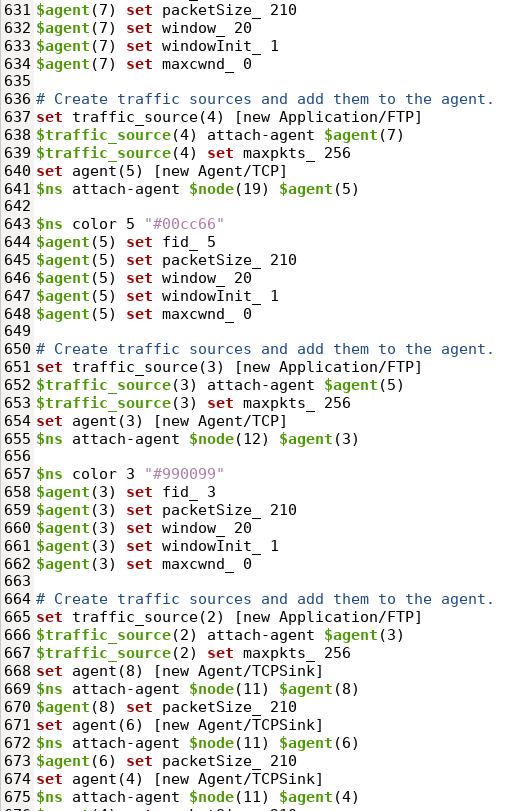 631 $agent(7) set packetSize_ 210
632 $agent(7) set window_ 20
633 $agent(7) set windowInit_ 1
634 $agent(7) set maxcwnd_ 0
635
636 # Create traffic sources and add them to the agent.
637 set traffic_source(4) [new Application/FTP]
638 $traffic_source(4) attach-agent $agent(7)
639 $traffic_source(4) set maxpkts_ 256
640 set agent(5) [new Agent/TCP]
641 $ns attach-agent $node(19) $agent(5)
642
643 $ns color 5 "#00cc66"
644 $agent(5) set fid_ 5
645 $agent(5) set packetSize_ 210
646 $agent(5) set window_ 20
647 $agent(5) set windowInit_ 1
648 $agent(5) set maxcwnd_ 0
649
650 # Create traffic sources and add them to the agent.
651 set traffic_source(3) [new Application/FTP]
652 $traffic_source(3) attach-agent $agent(5)
653 $traffic_source(3) set maxpkts_ 256
654 set agent(3) [new Agent/TCP]
655 $ns attach-agent $node(12) $agent(3)
656
657 $ns color 3 "#990099"
658 $agent(3) set fid_ 3
659 $agent(3) set packetSize_ 210
660 $agent(3) set window_ 20
661 $agent(3) set windowInit_ 1
662 $agent(3) set maxcwnd_ 0
663
664 # Create traffic sources and add them to the agent.
665 set traffic_source(2) [new Application/FTP]
666 $traffic_source(2) attach-agent $agent(3)
667 $traffic_source(2) set maxpkts_ 256
668 set agent(8) [new Agent/TCPSink]
669 $ns attach-agent $node(11) $agent(8)
670 $agent(8) set packetSize_ 210
671 set agent(6) [new Agent/TCPSink]
672 $ns attach-agent $node(11) $agent(6)
673 $agent(6) set packetSize_ 210
674 set agent(4) [new Agent/TCPSink]
675 $ns attach-agent $node(11) $agent(4)